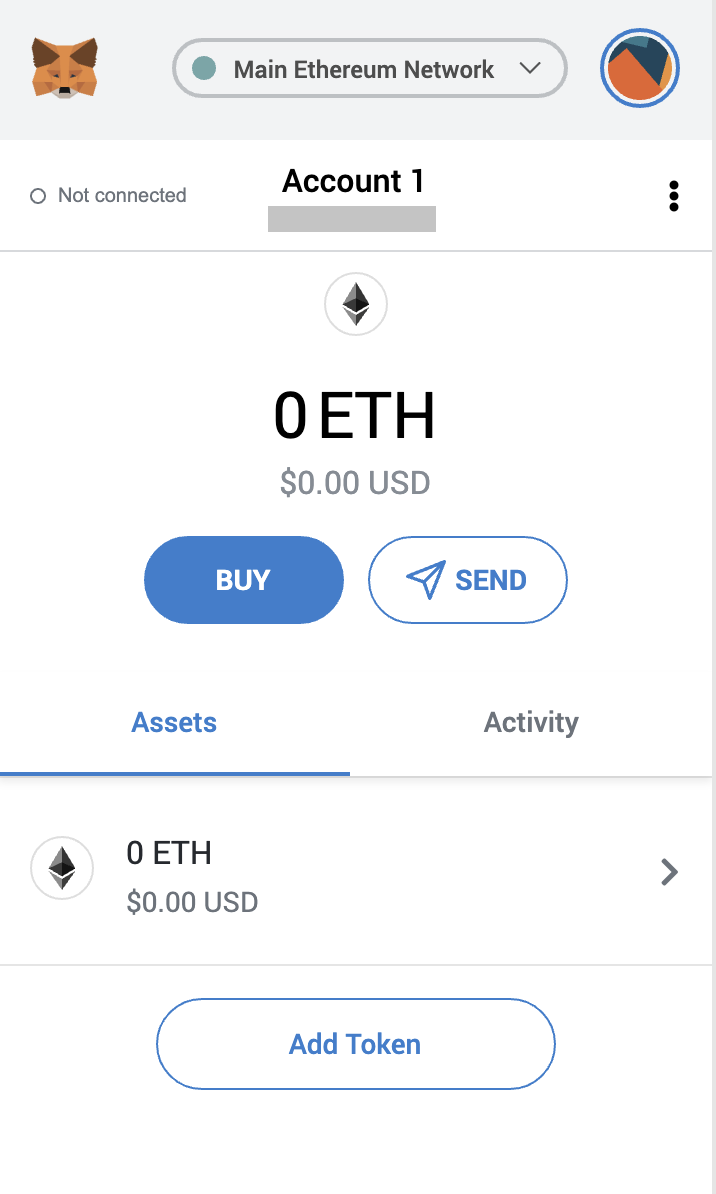 Main Ethereum Network
Not connected
Account 1
0 ETH
$0.00 USD
BUY
SEND
Assets
Activity
0 ETH
$0.00 USD
Add Token